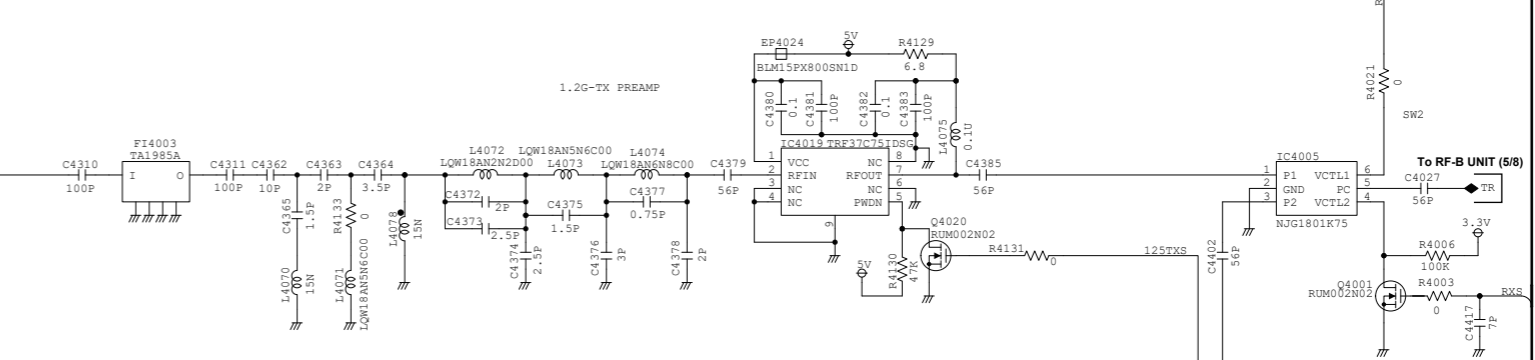 1.2G-TX PREAMP
FI4003
TA1985A
I
O
C4310
100P
C4311
100P
C4362
10P
C4363
2P
C4364
3.5P
C4365
1.5P
L4070
15N
R4133
0
L4071
LQW18AN5N6C00
L4078
15N
L4072
LQW18AN2N2D00
C4372
2P
C4373
2.5P
C4374
2.5P
LQW18AN5N6C00
L4073
C4375
1.5P
C4376
3P
L4074
LQW18AN6N8C00
C4377
0.75P
C4378
2P
C4379
56P
EP4024
BLM15PX800SN1D
5V
R4129
6.8
C4380
0.1
C4381
100P
C4382
0.1
C4383
100P
L4075
0.1U
IC4019 TRF37C75IDSG
1 VCC
2 RFIN
3 NC
4 NC
NC 8
RFOUT 7
NC 6
PWDN 5
9
C4385
56P
5V
R4130
47K
Q4020
RUM002N02
R4131
0
125TXS
C4402
56P
IC4005
1 P1
2 GND
3 P2
VCTL1 6
PC 5
VCTL2 4
NJG1801K75
R
R4021
0
SW2
To RF-B UNIT (5/8)
C4027
56P
TR
3.3V
R4006
100K
Q4001
RUM002N02
R4003
0
RXS
C4417
7P